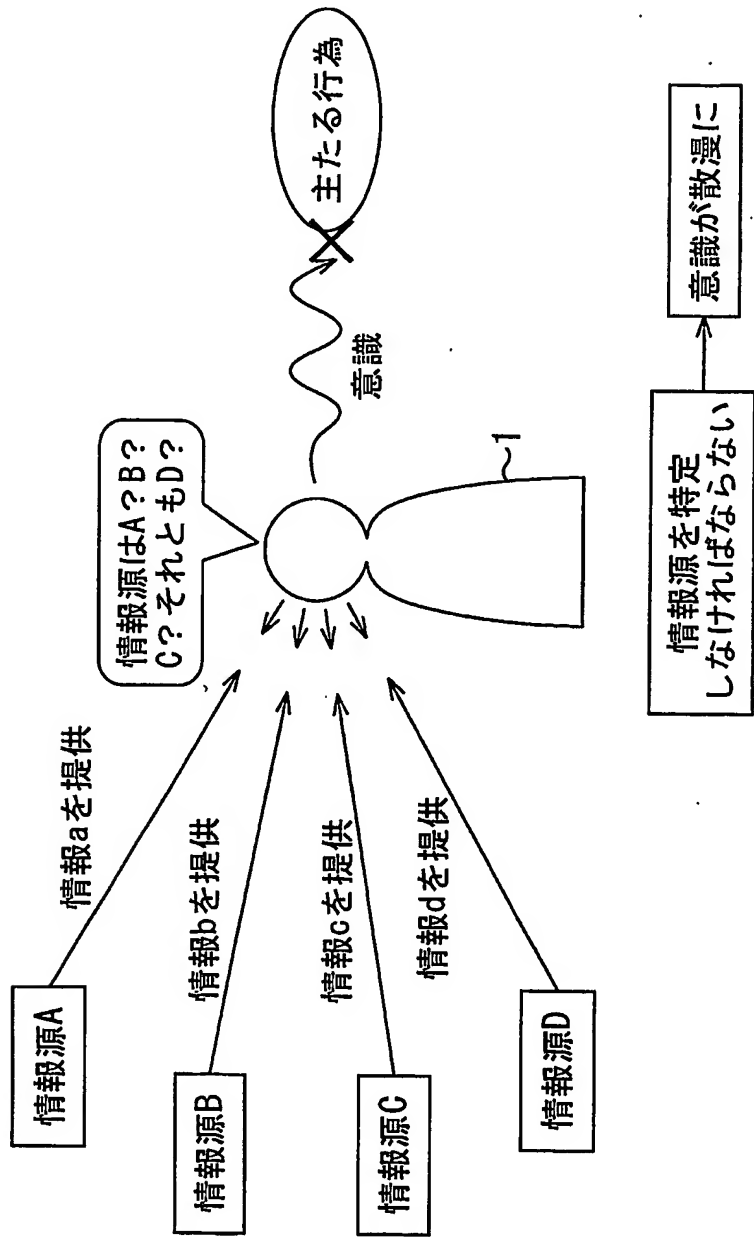 情報源A
情報源B
情報源C
情報源D
情報aを提供
情報bを提供
情報cを提供
情報dを提供
情報源はA？B？
C？それともD？
意識
主たる行為
1
情報源を特定
しなければならない
意識が散漫に